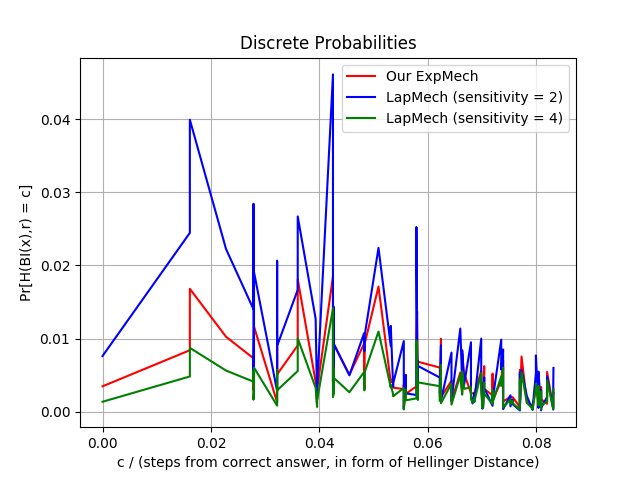 Discrete Probabilities
Our ExpMech
LapMech (sensitivity = 2)
LapMech (sensitivity = 4)
Pr[H(BI(x),r) = c]
0.04
0.03
0.02
0.01
0.00
0.00 0.02 0.04 0.06 0.08
c / (steps from correct answer, in form of Hellinger Distance)